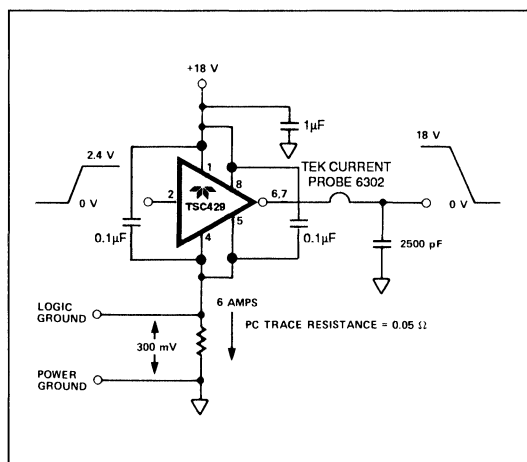 +18 V
1µF
2.4 V
0 V
18 V
0 V
TEK CURRENT
PROBE 6302
1
2
8
6,7
TSC429
4
5
0.1µF
0.1µF
2500 pF
6 AMPS
LOGIC
GROUND
PC TRACE RESISTANCE = 0.05 Ω
300 mV
POWER
GROUND